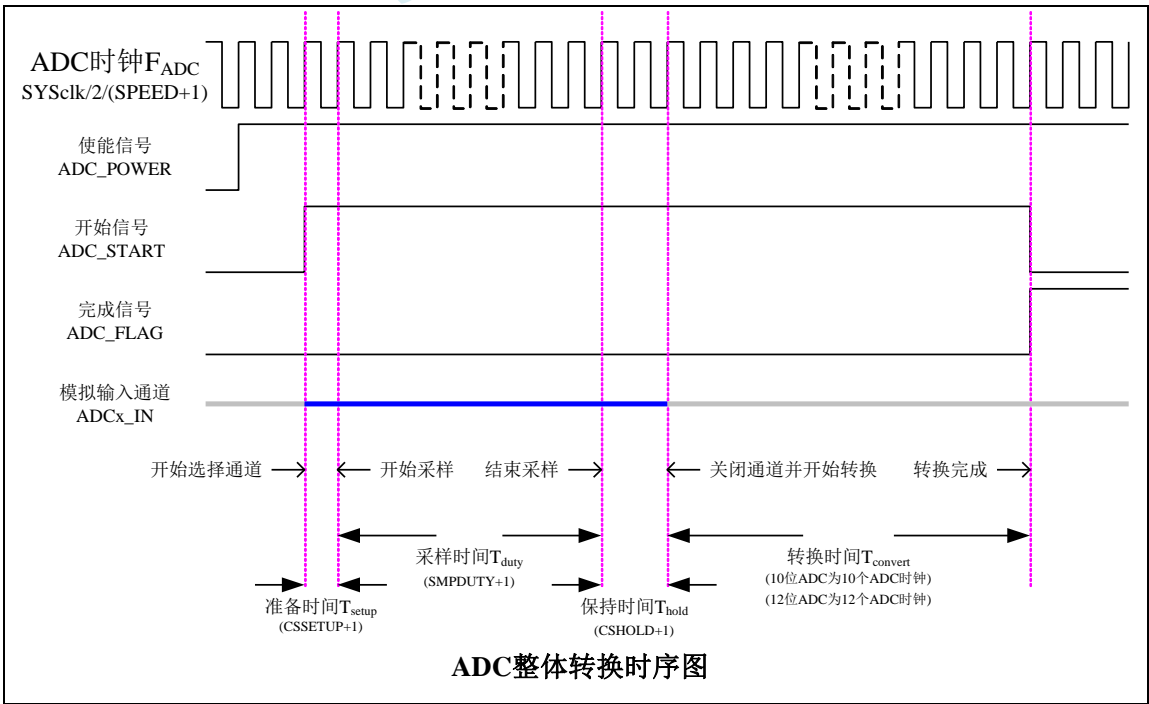 ADC时钟FADC
SYSclk/2/(SPEED+1)
使能信号
ADC_POWER
开始信号
ADC_START
完成信号
ADC_FLAG
模拟输入通道
ADCx_IN
开始选择通道
开始采样
结束采样
关闭通道并开始转换
转换完成
采样时间Tduty
(SMPDUTY+1)
转换时间Tconvert
(10位ADC为10个ADC时钟)
(12位ADC为12个ADC时钟)
准备时间Tsetup
(CSSETUP+1)
保持时间Thold
(CSHOLD+1)
ADC整体转换时序图